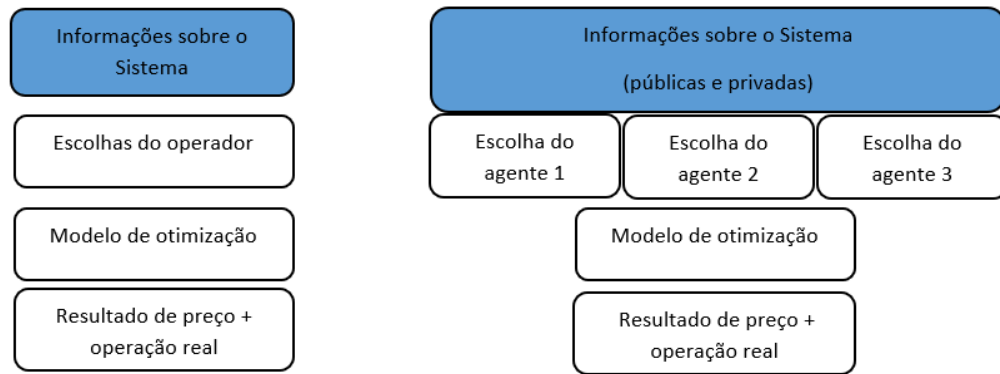 Informações sobre o
Sistema
Escolhas do operador
Modelo de otimização
Resultado de preço +
operação real
Informações sobre o Sistema
(públicas e privadas)
Escolha do
agente 1
Escolha do
agente 2
Escolha do
agente 3
Modelo de otimização
Resultado de preço +
operação real